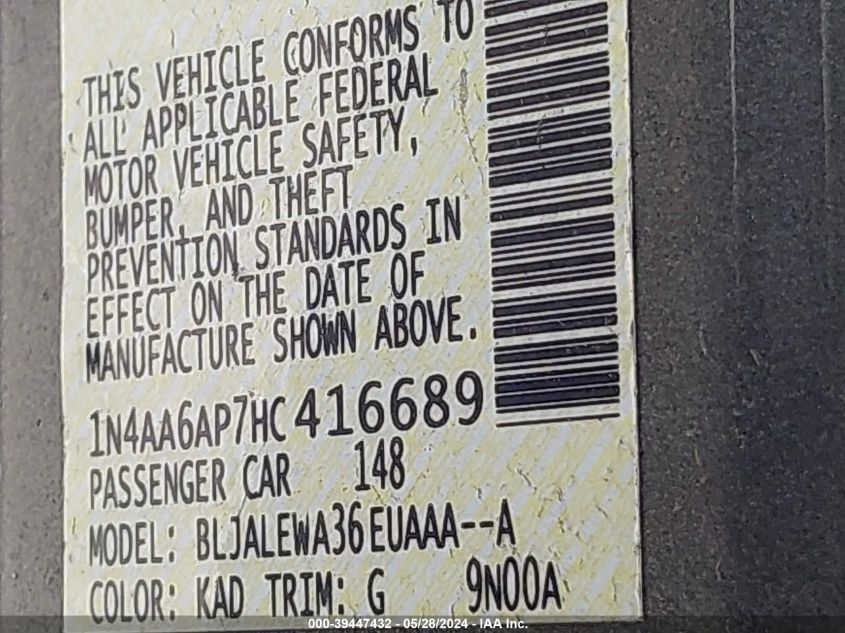 THIS VEHICLE CONFORMS TO
ALL APPLICABLE FEDERAL
MOTOR VEHICLE SAFETY,
BUMPER, AND THEFT
PREVENTION STANDARDS IN
EFFECT ON THE DATE OF
MANUFACTURE SHOWN ABOVE.
1N4AA6AP7HC416689
PASSENGER CAR 148
MODEL: BLJALEWA36EUAAA--A
COLOR: KAD TRIM: G 9N00A
000-39447432 - 05/28/2024 - IAA Inc.